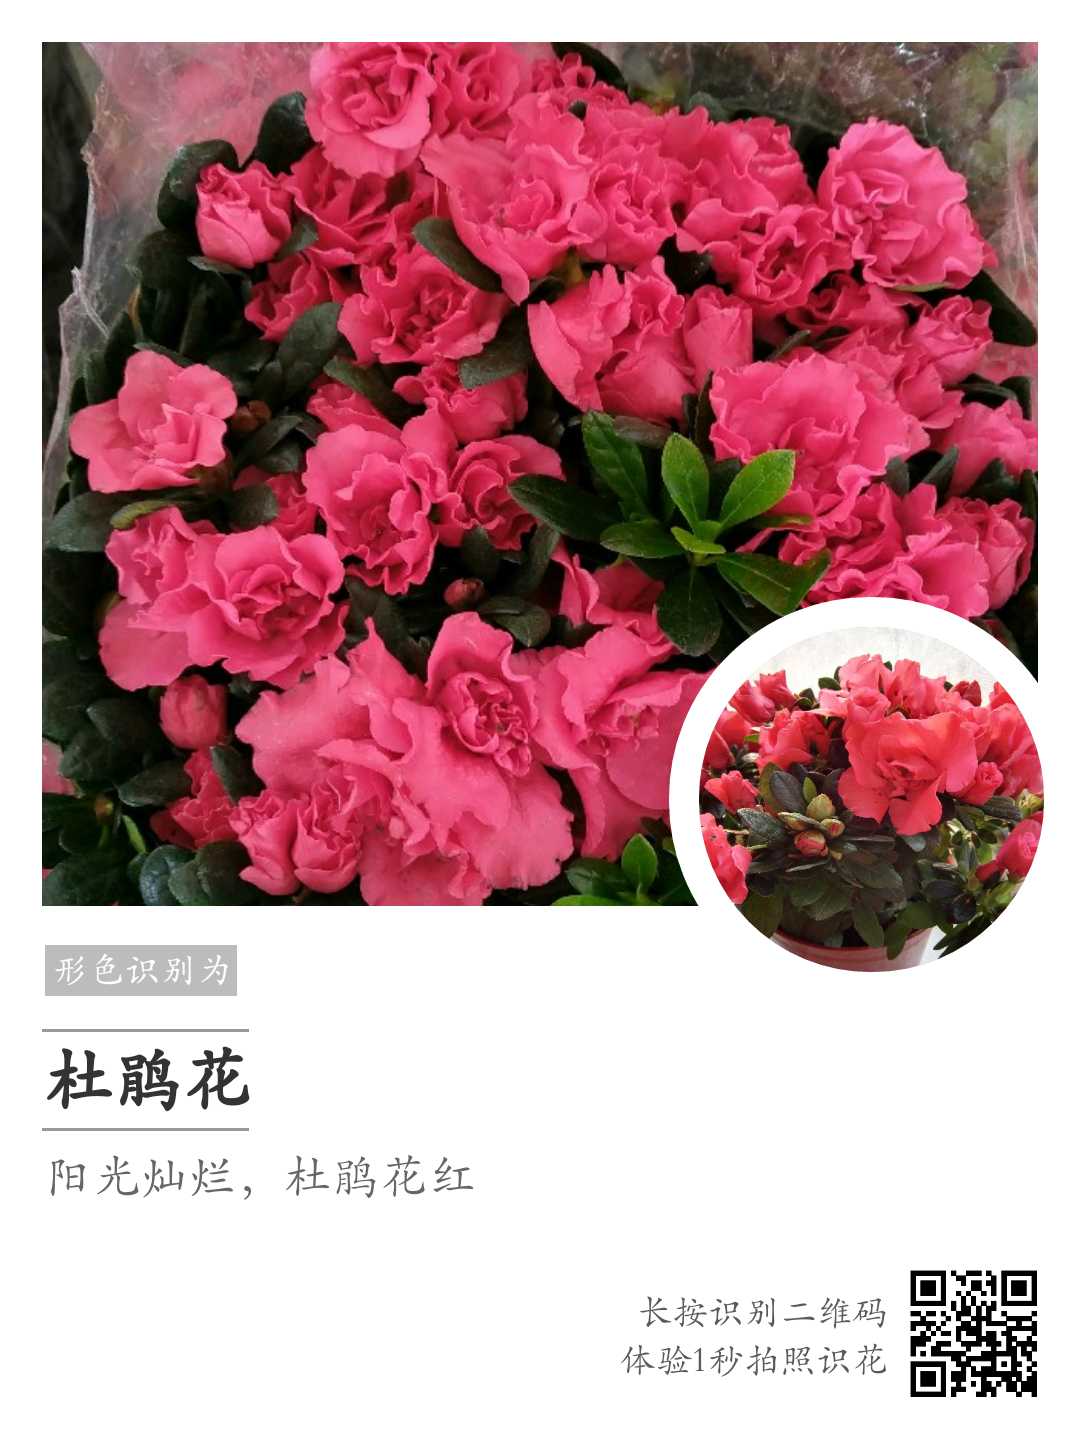 形色识别为
杜鹃花
阳光灿烂，杜鹃花红
长按识别二维码
体验1秒拍照识花